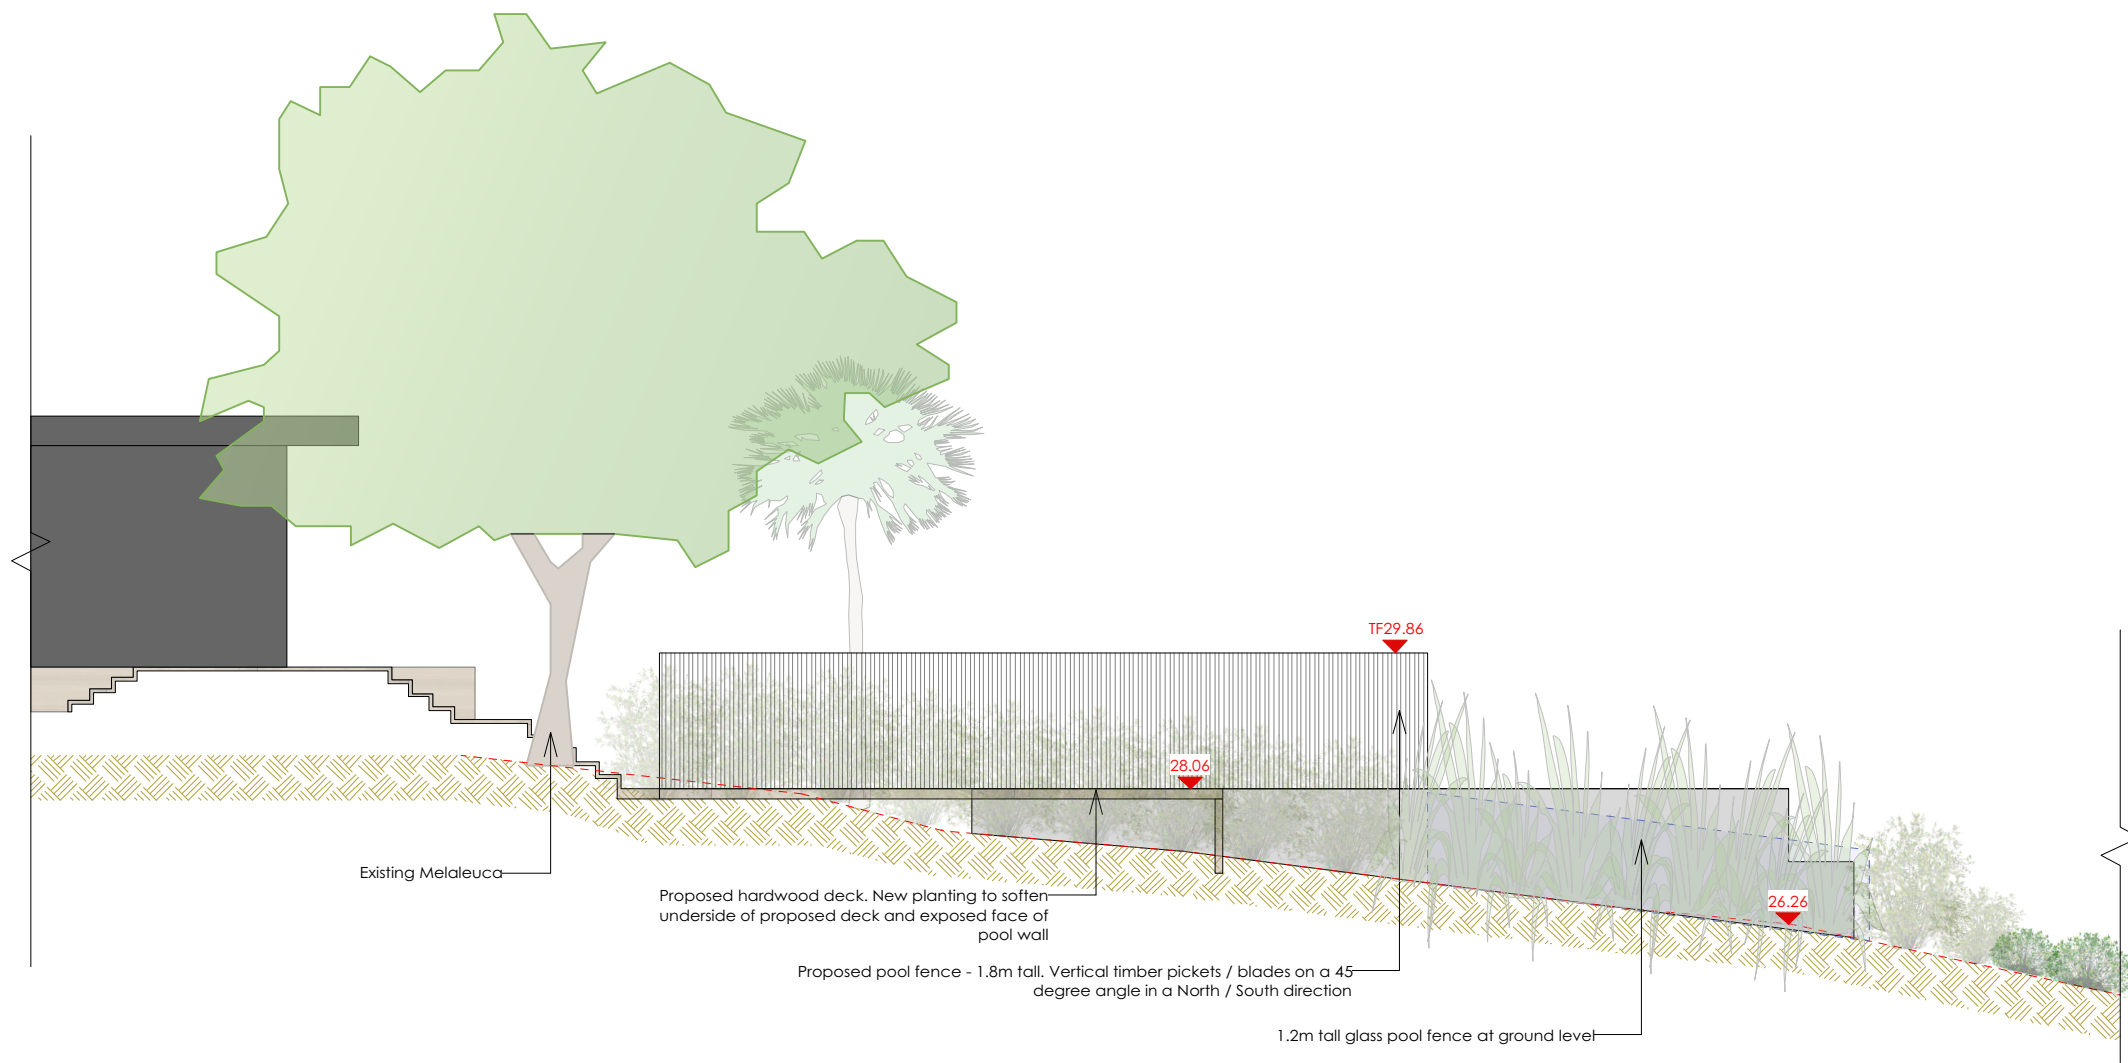 TF29.86
28.06
26.26
Existing Melaleuca
Proposed hardwood deck. New planting to soften
underside of proposed deck and exposed face of
pool wall
Proposed pool fence - 1.8m tall. Vertical timber pickets / blades on a 45
degree angle in a North / South direction
1.2m tall glass pool fence at ground level